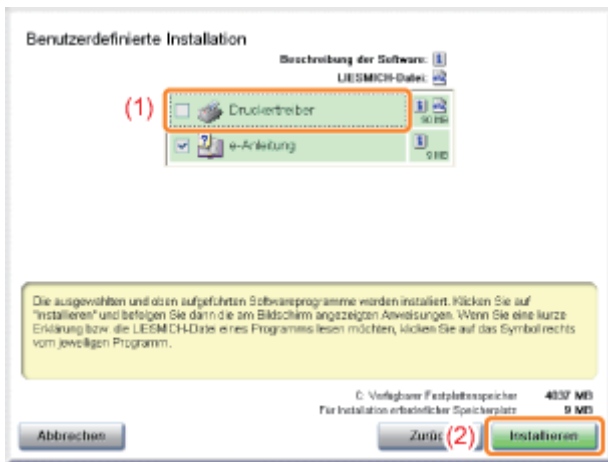 Benutzerdefinierte Installation
Beschreibung der Software:
LIESMICH-Datei:
(1)
Druckertreiber
90 MB
e-Anleitung
9 MB
Die ausgewählten und oben aufgeführten Softwareprogramme werden installiert. Klicken Sie auf
"Installieren" und befolgen Sie dann die am Bildschirm angezeigten Anweisungen. Wenn Sie eine kurze
Erklärung bzw. die LIESMICH-Datei eines Programms lesen möchten, klicken Sie auf das Symbol rechts
vom jeweiligen Programm.
C: Verfügbarer Festplattenspeicher 4037 MB
Für Installation erforderlicher Speicherplatz 9 MB
Abbrechen
(2)
Installieren